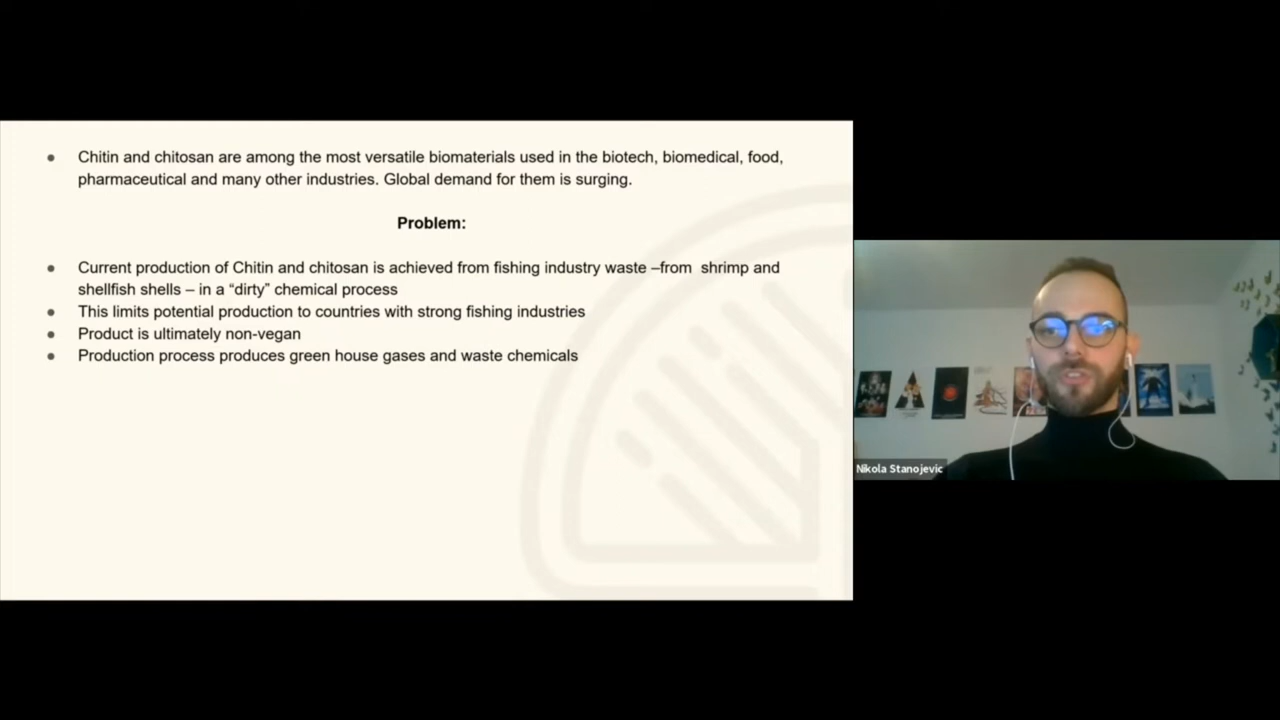 ● Chitin and chitosan are among the most versatile biomaterials used in the biotech, biomedical, food,
pharmaceutical and many other industries. Global demand for them is surging.
Problem:
● Current production of Chitin and chitosan is achieved from fishing industry waste –from  shrimp and
shellfish shells – in a “dirty” chemical process
● This limits potential production to countries with strong fishing industries
● Product is ultimately non-vegan
● Production process produces green house gases and waste chemicals
Nikola Stanojevic